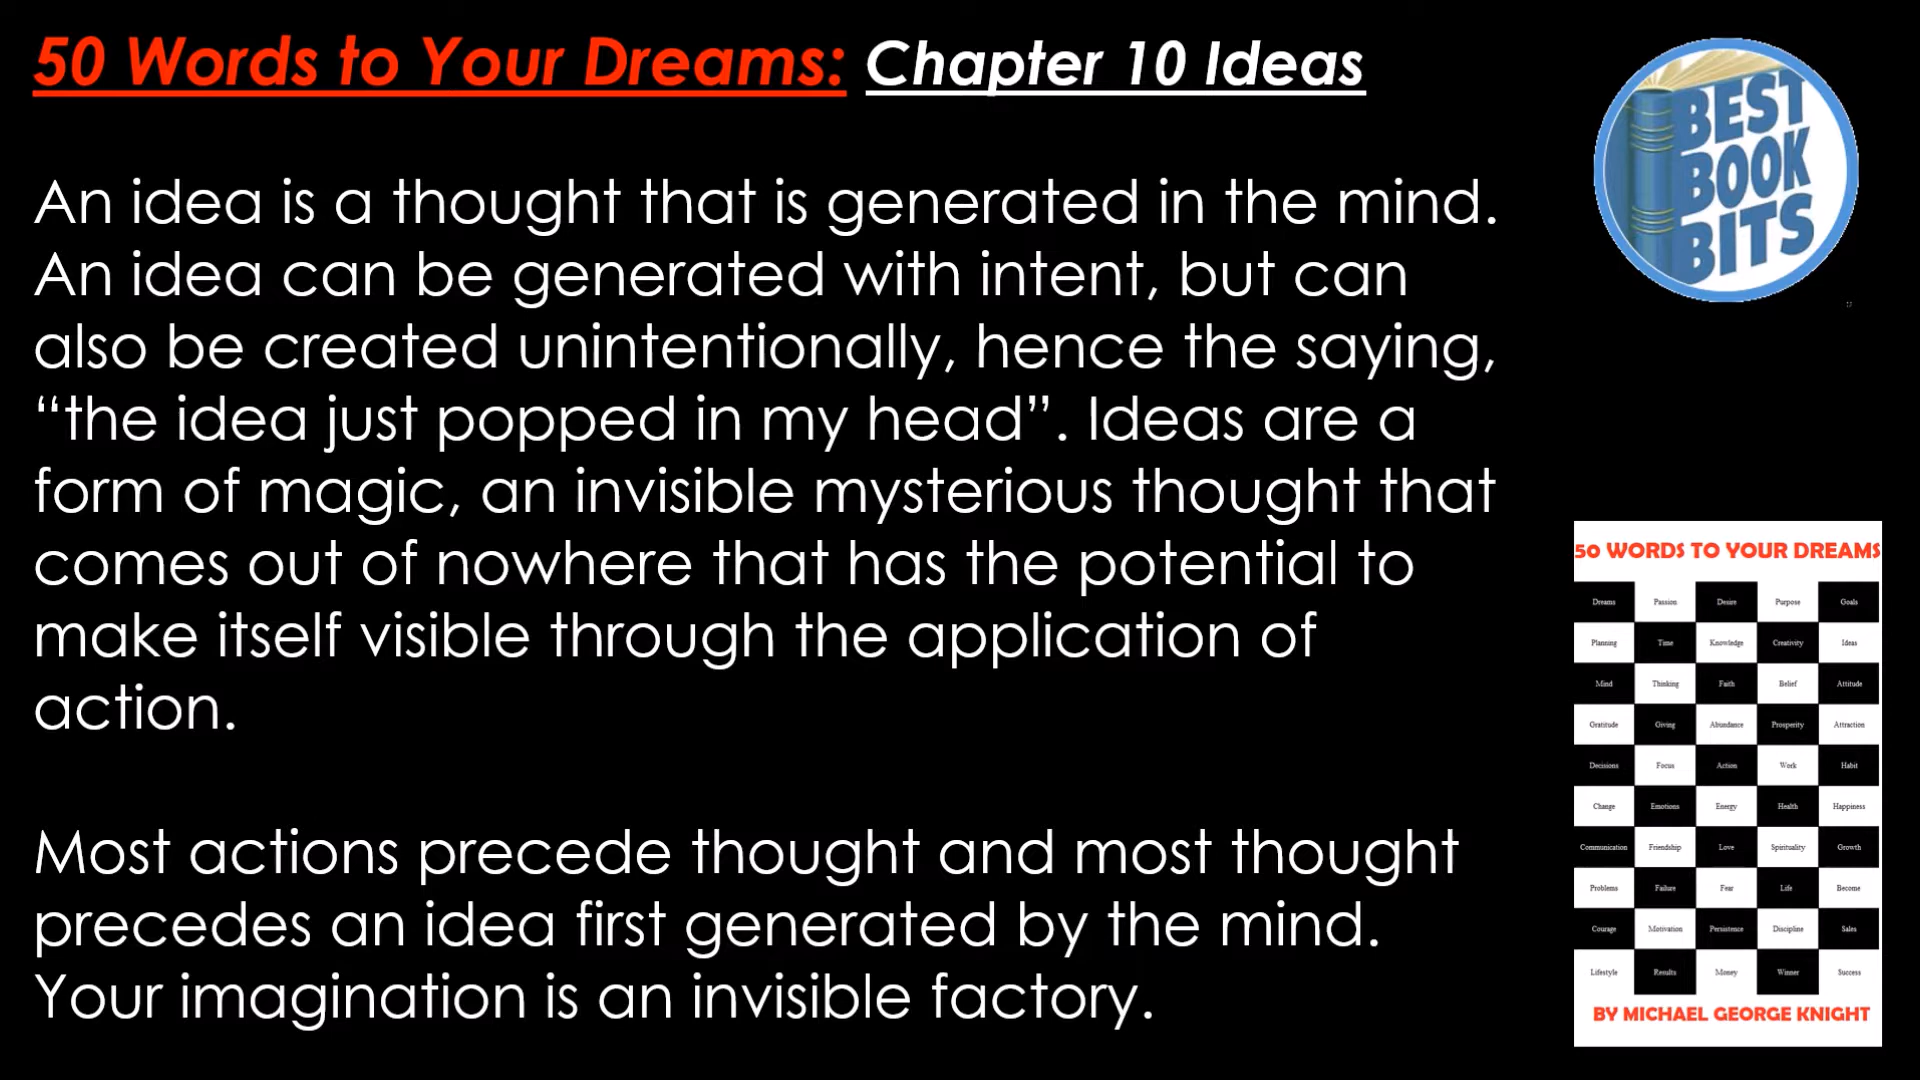 50 Words to Your Dreams: Chapter 10 Ideas
An idea is a thought that is generated in the mind.
An idea can be generated with intent, but can
also be created unintentionally, hence the saying,
“the idea just popped in my head”. Ideas are a
form of magic, an invisible mysterious thought that
comes out of nowhere that has the potential to
make itself visible through the application of
action.
Most actions precede thought and most thought
precedes an idea first generated by the mind.
Your imagination is an invisible factory.
BEST
BOOK
BITS
50 WORDS TO YOUR DREAMS
Dreams Passion Desire Purpose Goals
Planning Time Knowledge Creativity Ideas
Mind Thinking Faith Belief Attitude
Gratitude Giving Abundance Prosperity Attraction
Decisions Focus Action Work Habit
Change Emotions Energy Health Happiness
Communication Friendship Love Spirituality Growth
Problems Failure Fear Life Become
Courage Motivation Persistence Discipline Sales
Lifestyle Results Money Winner Success
BY MICHAEL GEORGE KNIGHT